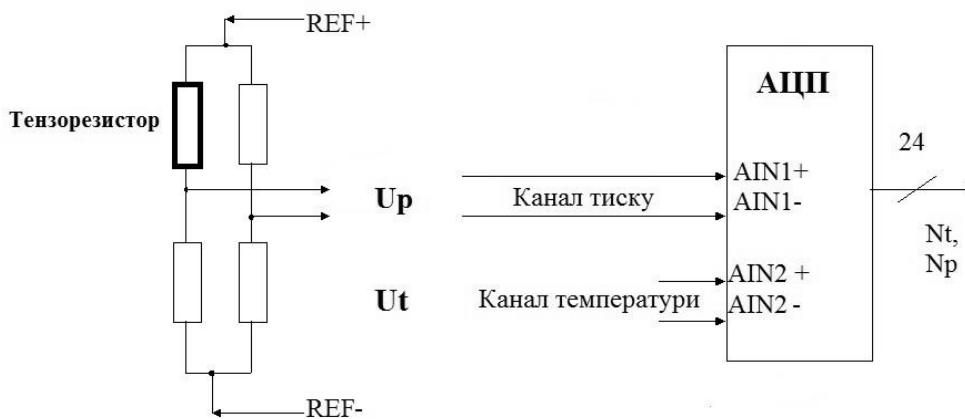 REF+
Тензорезистор
Up
Ut
REF-
Канал тиску
Канал температури
АЦП
AIN1+
AIN1-
AIN2 +
AIN2 -
24
Nt,
Np